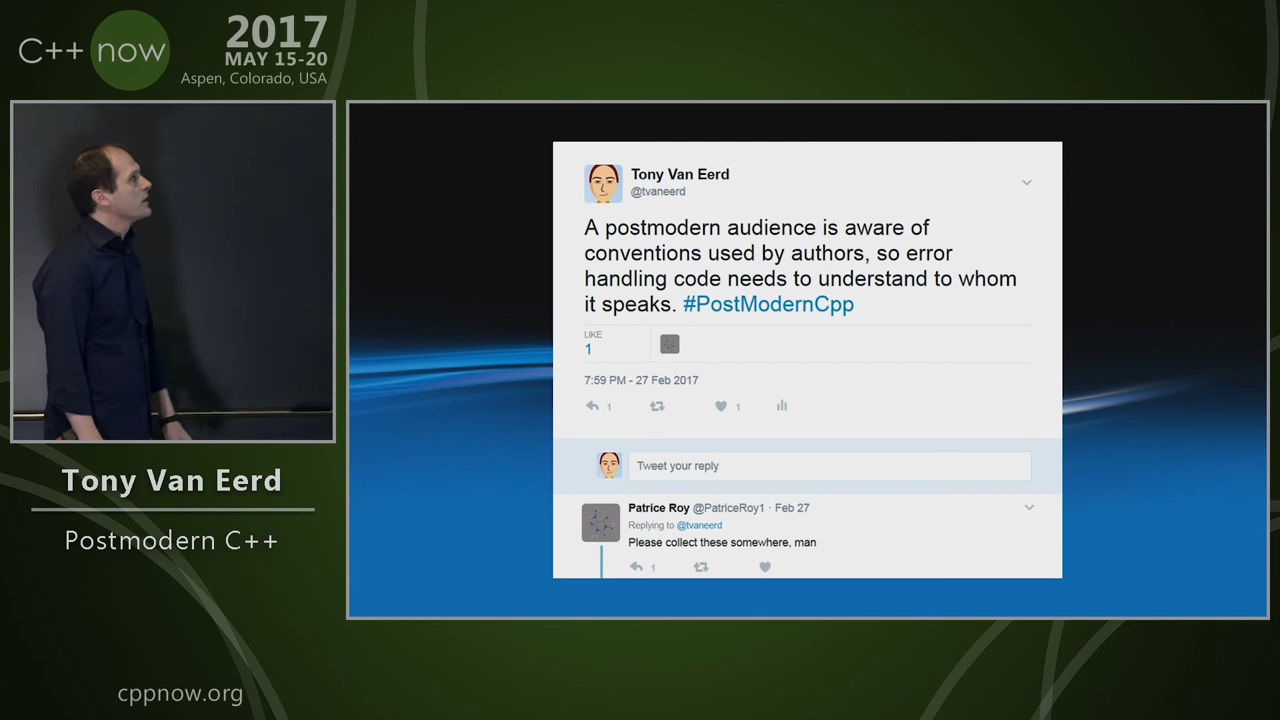 C++ now
2017
MAY 15-20
Aspen, Colorado, USA
Tony Van Eerd
Postmodern C++
cppnow.org
Tony Van Eerd
@tvaneerd
A postmodern audience is aware of
conventions used by authors, so error
handling code needs to understand to whom
it speaks. #PostModernCpp
LIKE
1
7:59 PM - 27 Feb 2017
1
1
Tweet your reply
Patrice Roy @PatriceRoy1 · Feb 27
Replying to @tvaneerd
Please collect these somewhere, man
1